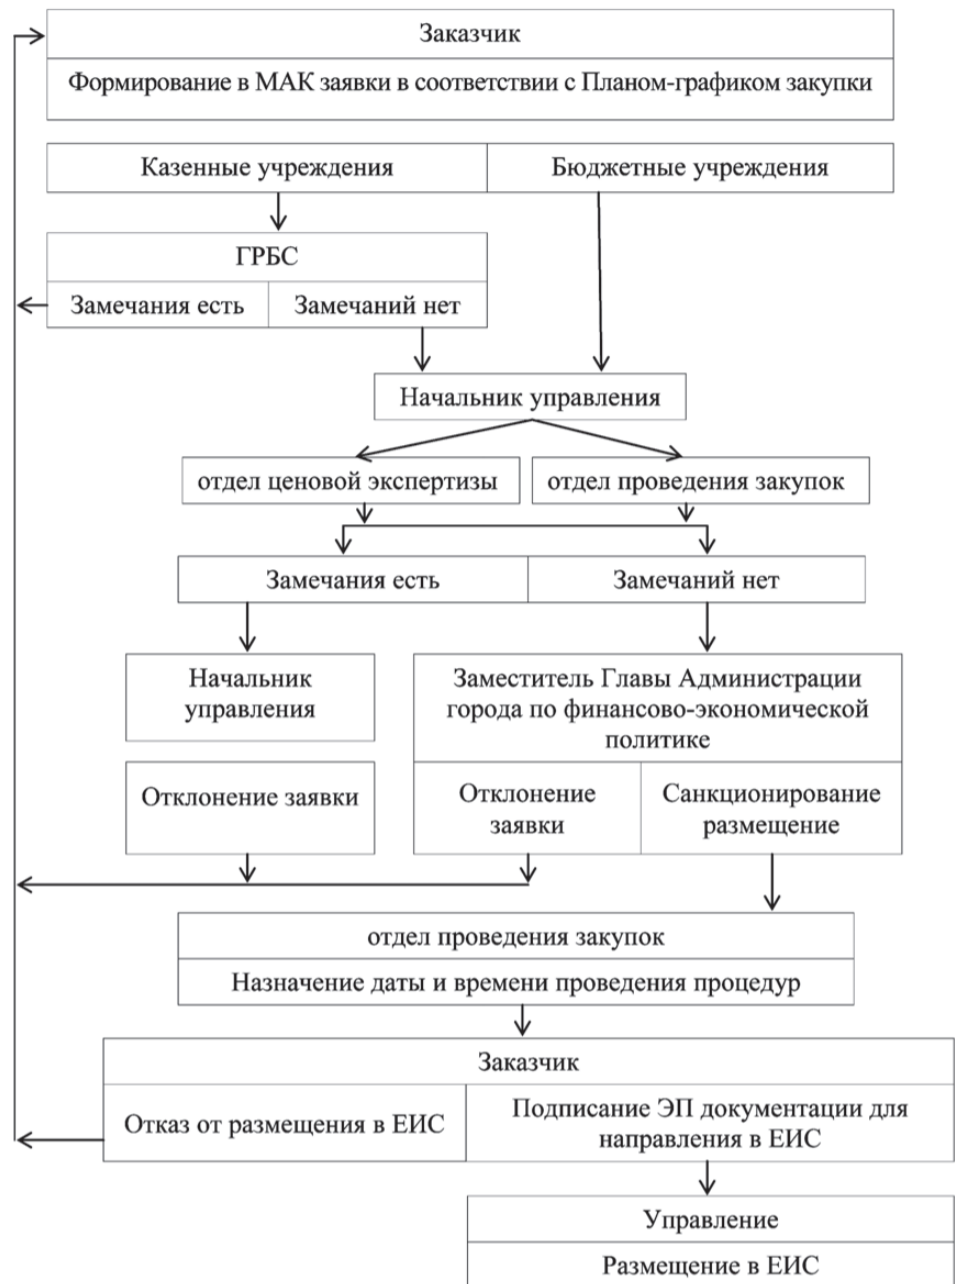 Заказчик
Формирование в МАК заявки в соответствии с Планом-графиком закупки
Казенные учреждения
Бюджетные учреждения
ГРБС
Замечания есть
Замечаний нет
Начальник управления
отдел ценовой экспертизы
отдел проведения закупок
Замечания есть
Замечаний нет
Начальник
управления
Заместитель Главы Администрации
города по финансово-экономической
политике
Отклонение заявки
Отклонение
заявки
Санкционирование
размещение
отдел проведения закупок
Назначение даты и времени проведения процедур
Заказчик
Отказ от размещения в ЕИС
Подписание ЭП документации для
направления в ЕИС
Управление
Размещение в ЕИС